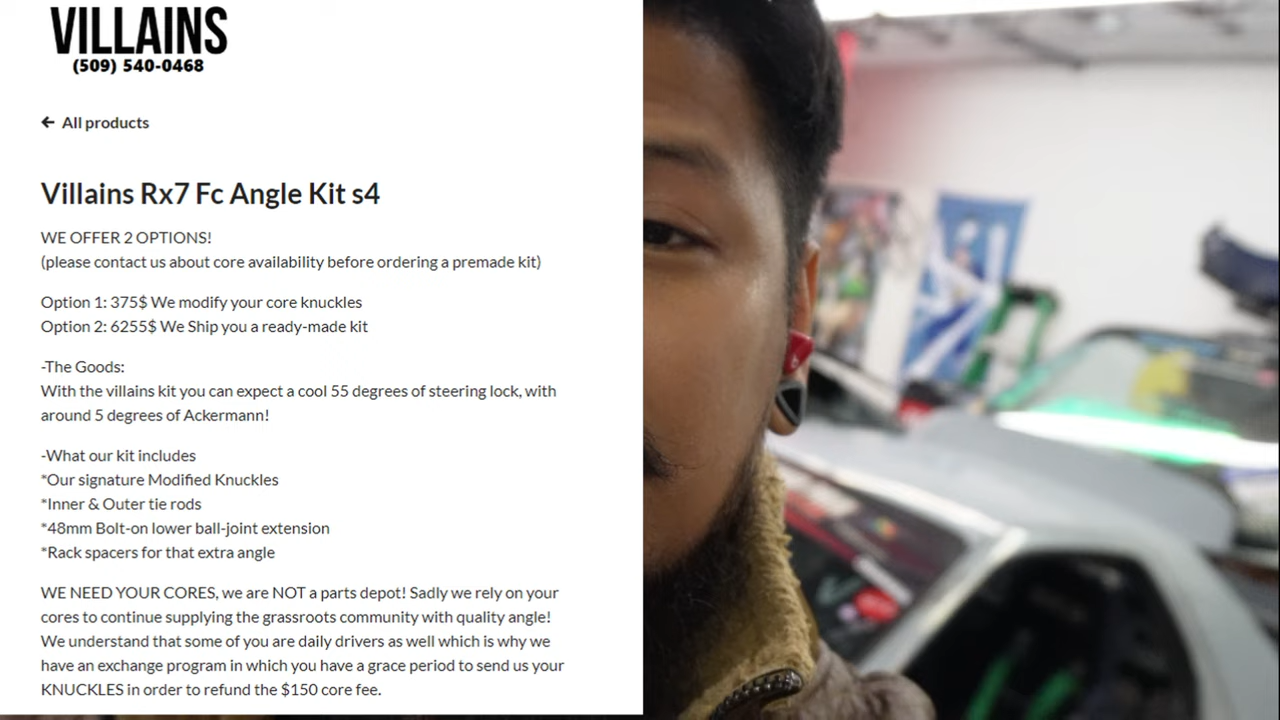 VILLAINS
(509) 540-0468
← All products
Villains Rx7 Fc Angle Kit s4
WE OFFER 2 OPTIONS!
(please contact us about core availability before ordering a premade kit)
Option 1: 375$ We modify your core knuckles
Option 2: 6255$ We Ship you a ready-made kit
-The Goods:
With the villains kit you can expect a cool 55 degrees of steering lock, with
around 5 degrees of Ackermann!
-What our kit includes
*Our signature Modified Knuckles
*Inner & Outer tie rods
*48mm Bolt-on lower ball-joint extension
*Rack spacers for that extra angle
WE NEED YOUR CORES, we are NOT a parts depot! Sadly we rely on your
cores to continue supplying the grassroots community with quality angle!
We understand that some of you are daily drivers as well which is why we
have an exchange program in which you have a grace period to send us your
KNUCKLES in order to refund the $150 core fee.